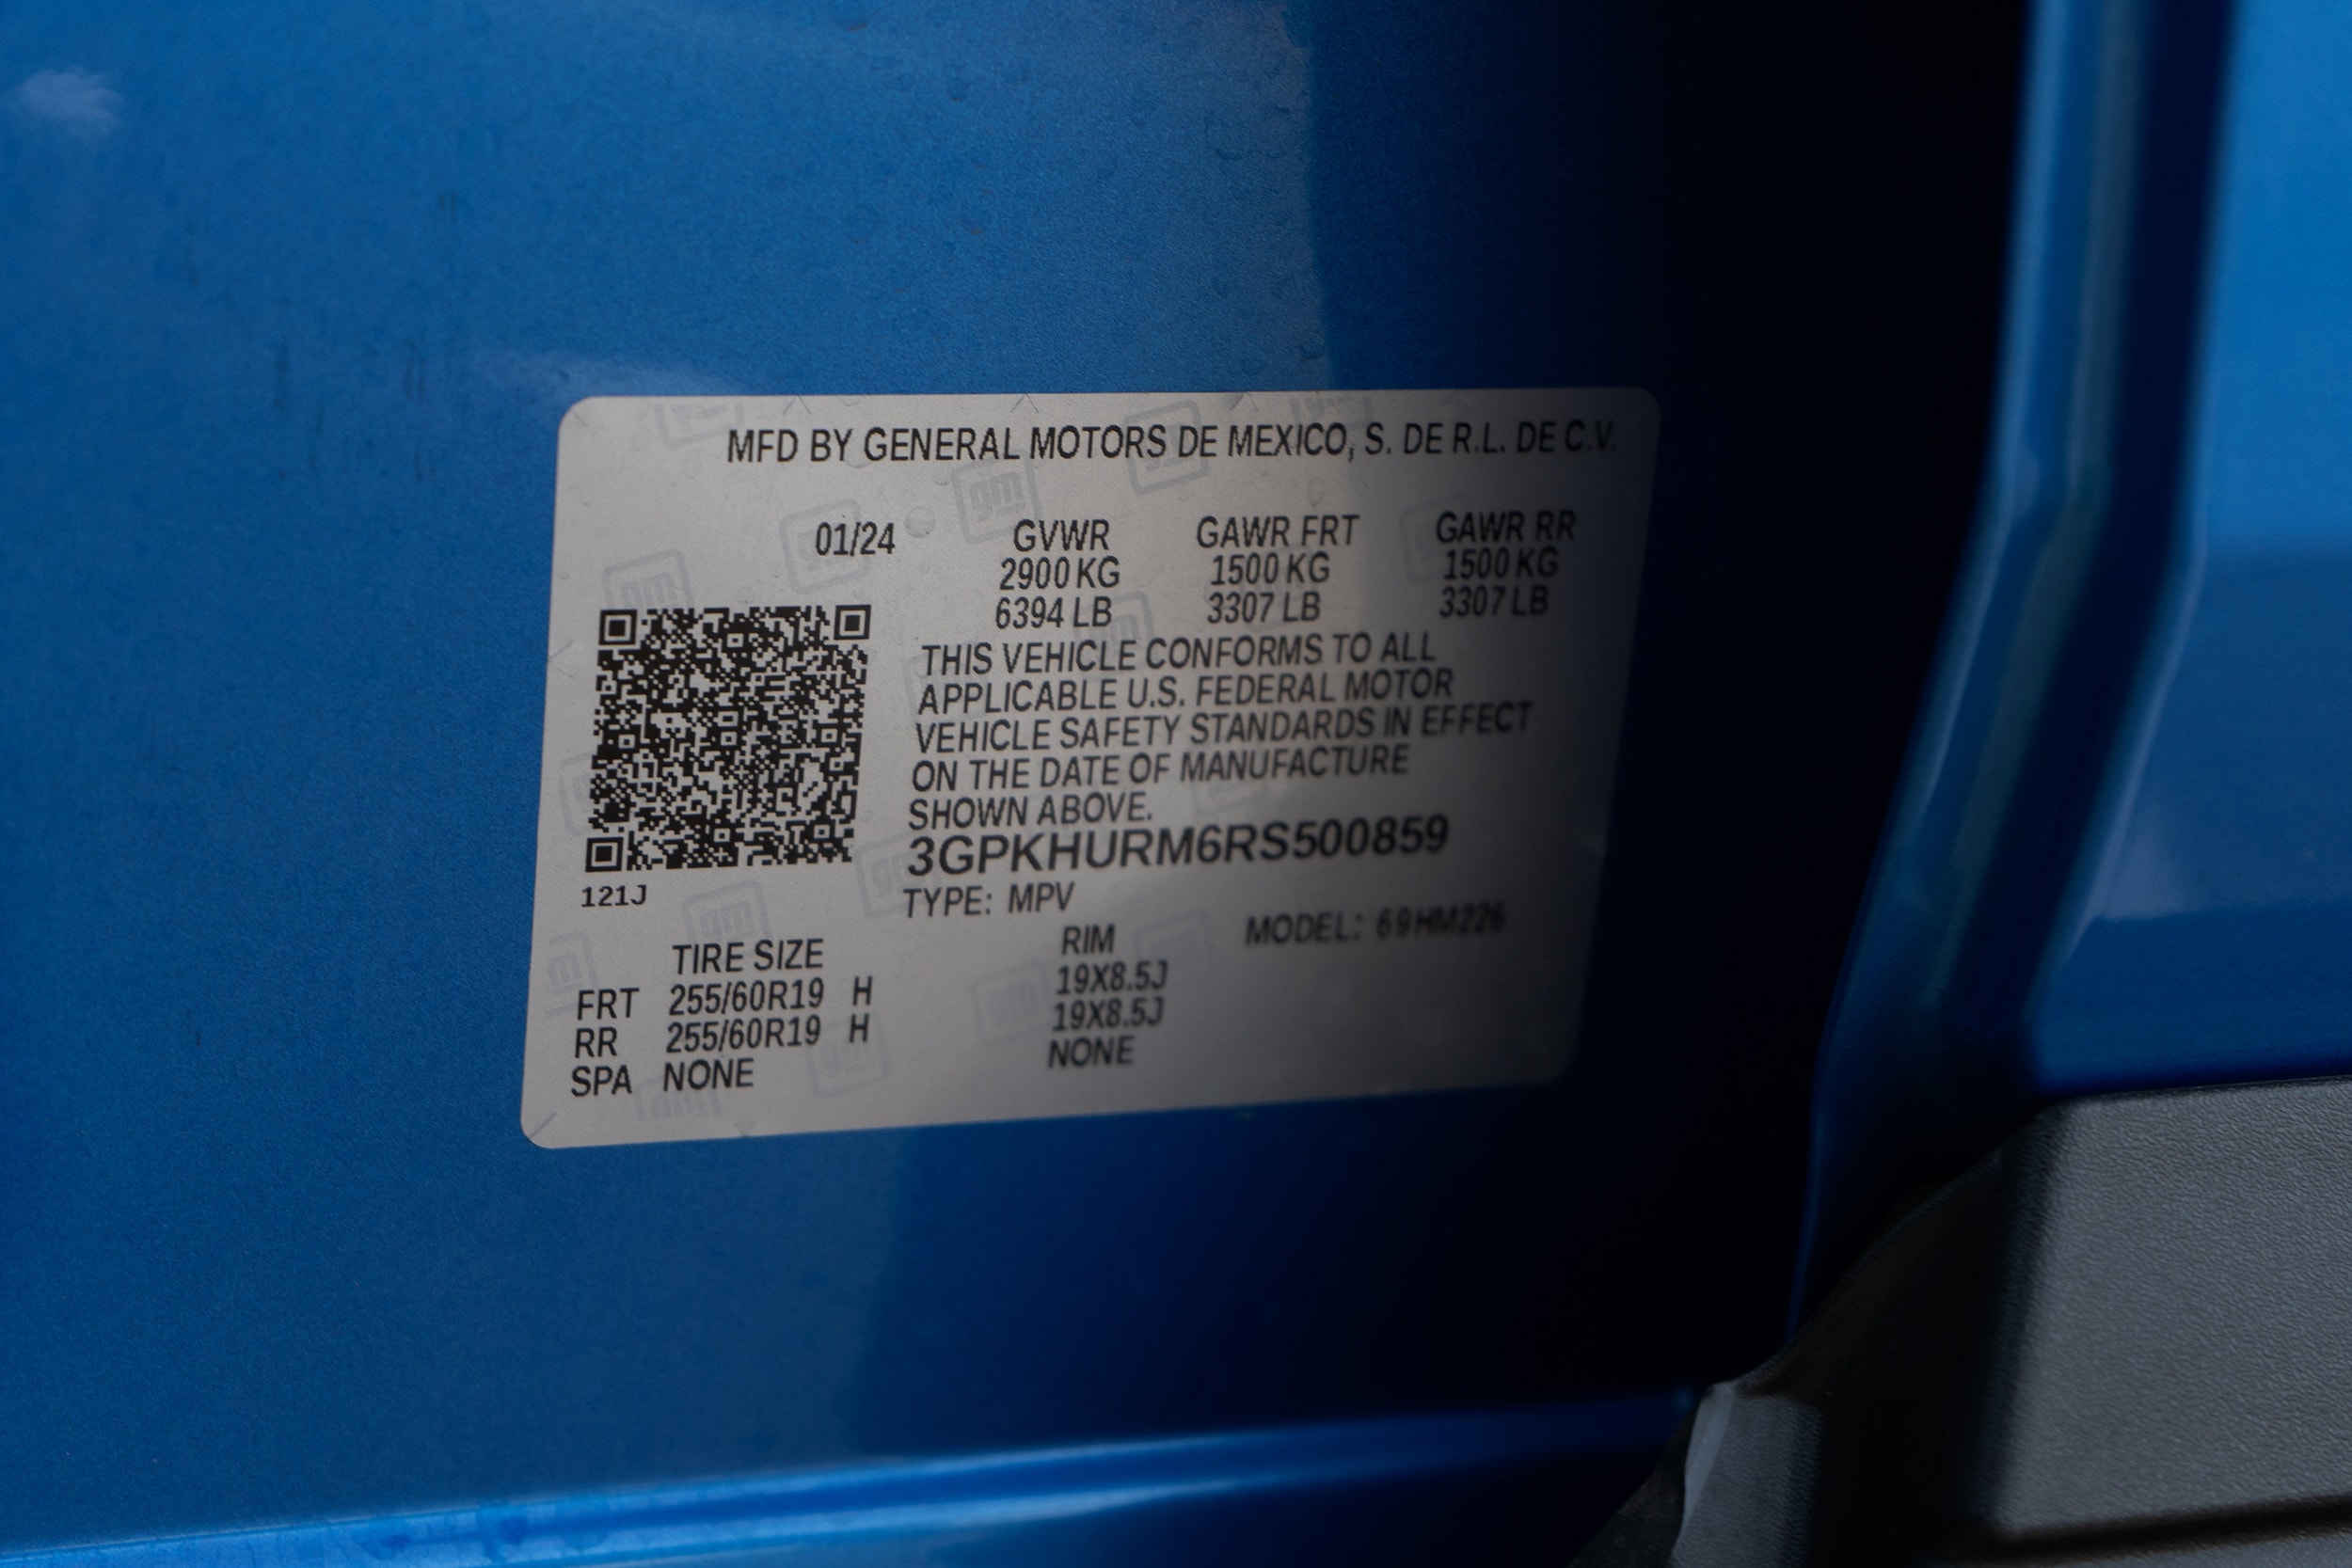 MFD BY GENERAL MOTORS DE MEXICO, S. DE R.L. DE C.V.
01/24 GVWR GAWR FRT GAWR RR
2900 KG 1500 KG 1500 KG
6394 LB 3307 LB 3307 LB
THIS VEHICLE CONFORMS TO ALL
APPLICABLE U.S. FEDERAL MOTOR
VEHICLE SAFETY STANDARDS IN EFFECT
ON THE DATE OF MANUFACTURE
SHOWN ABOVE.
3GPKHURM6RS500859
121J
TYPE: MPV MODEL: 69HM226
TIRE SIZE RIM
FRT 255/60R19 H 19X8.5J
RR 255/60R19 H 19X8.5J
SPA NONE NONE